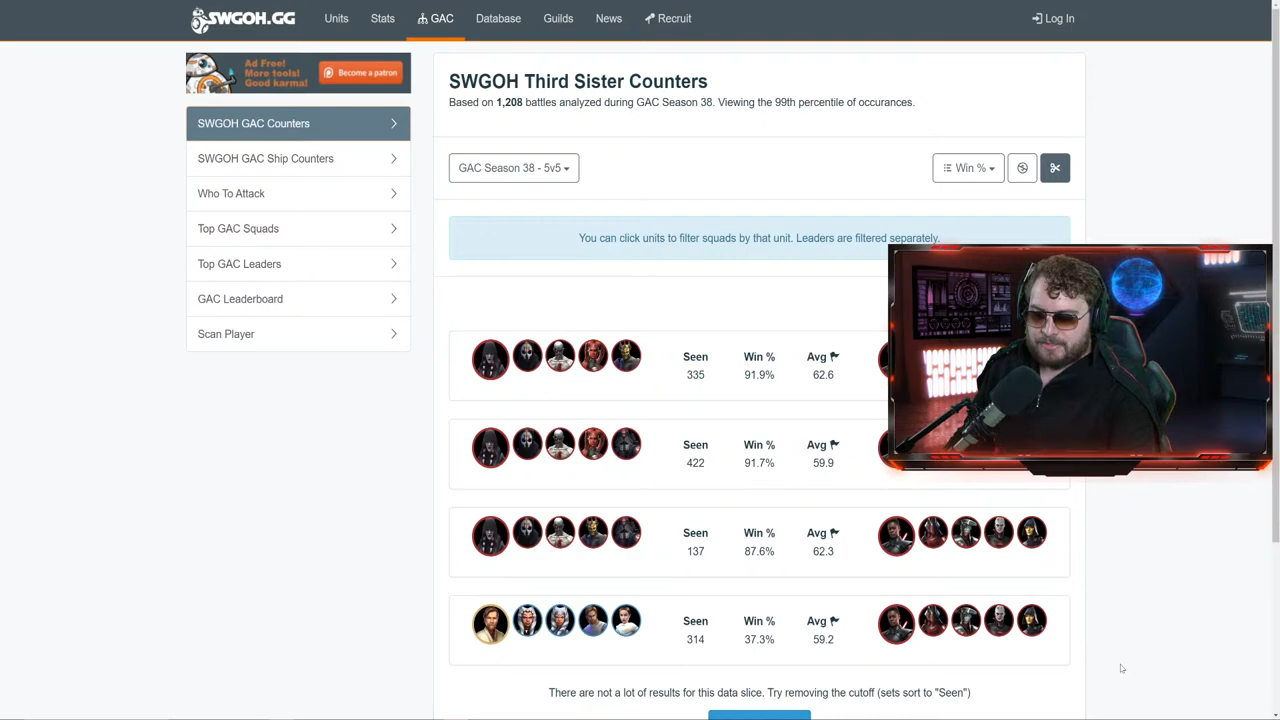 SWGOH.GG
Units
Stats
GAC
Database
Guilds
News
Recruit
Log In
Ad Free!
More tools!
Good karma!
Become a patron
SWGOH GAC Counters
SWGOH GAC Ship Counters
Who To Attack
Top GAC Squads
Top GAC Leaders
GAC Leaderboard
Scan Player
SWGOH Third Sister Counters
Based on 1,208 battles analyzed during GAC Season 38. Viewing the 99th percentile of occurances.
GAC Season 38 - 5v5
Win %
You can click units to filter squads by that unit. Leaders are filtered separately.
Seen Win % Avg
335 91.9% 62.6
Seen Win % Avg
422 91.7% 59.9
Seen Win % Avg
137 87.6% 62.3
Seen Win % Avg
314 37.3% 59.2
There are not a lot of results for this data slice. Try removing the cutoff (sets sort to "Seen")